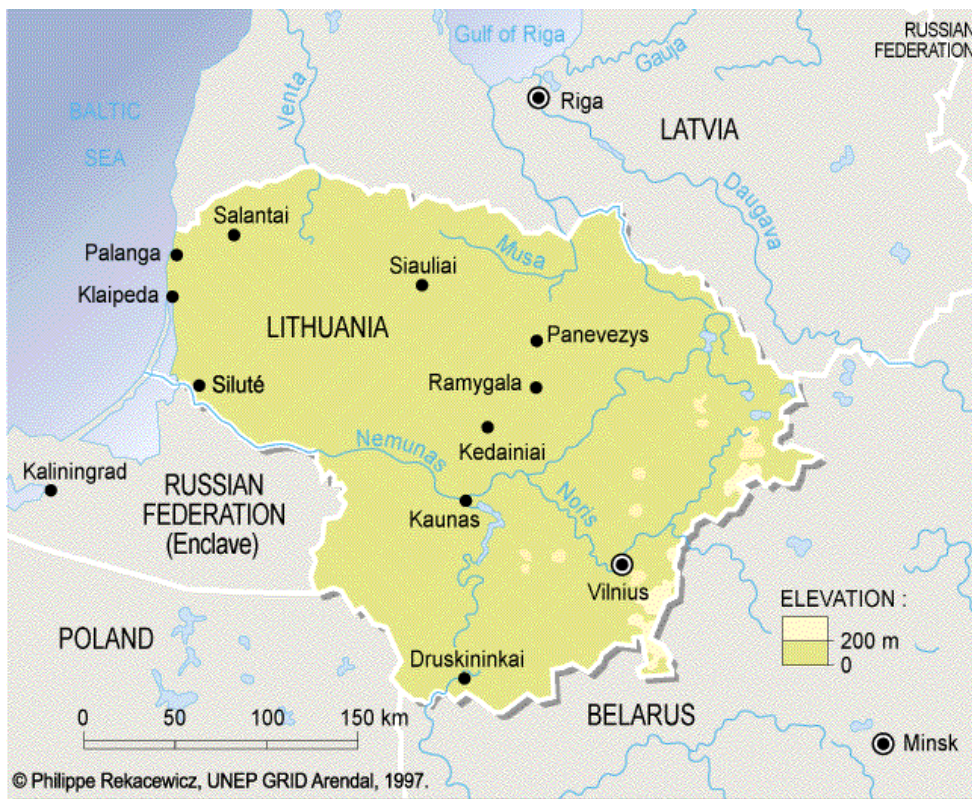 Gulf of Riga
Gauja
RUSSIAN
FEDERATION
Venta
Riga
BALTIC
SEA
LATVIA
Daugava
Salantai
Palanga
Musa
Siauliai
Klaipeda
LITHUANIA
Panevezys
Siluté
Ramygala
Nemunas
Kedainiai
Kaliningrad
RUSSIAN
FEDERATION
(Enclave)
Noris
Kaunas
Vilnius
ELEVATION :
200 m
0
POLAND
Druskininkai
BELARUS
0 50 100 150 km
Minsk
© Philippe Rekacewicz, UNEP GRID Arendal, 1997.